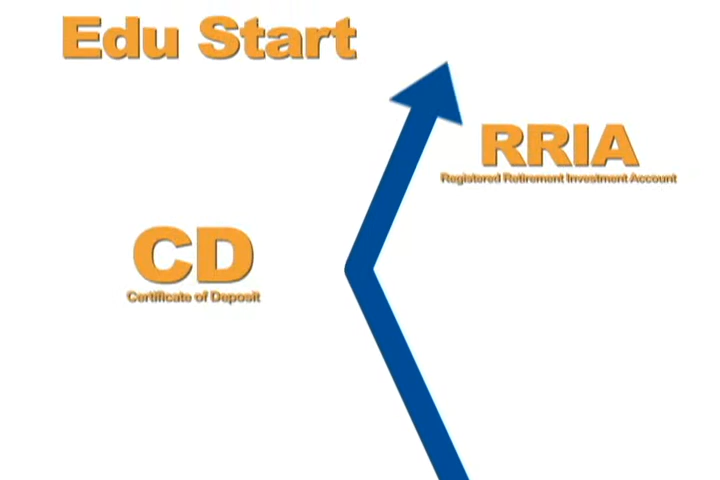 Edu Start
RRIA
Registered Retirement Investment Account
CD
Certificate of Deposit